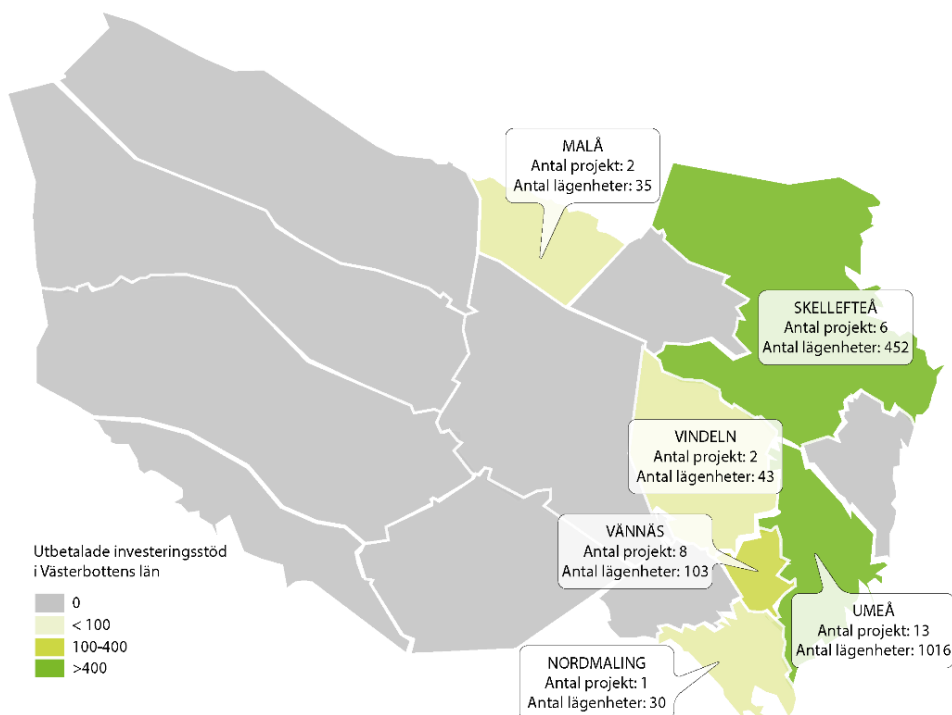 MALÅ
Antal projekt: 2
Antal lägenheter: 35
SKELLEFTEÅ
Antal projekt: 6
Antal lägenheter: 452
VINDELN
Antal projekt: 2
Antal lägenheter: 43
VÄNNÄS
Antal projekt: 8
Antal lägenheter: 103
UMEÅ
Antal projekt: 13
Antal lägenheter: 1016
NORDMALING
Antal projekt: 1
Antal lägenheter: 30
Utbetalade investeringsstöd
i Västerbottens län
0
< 100
100-400
>400